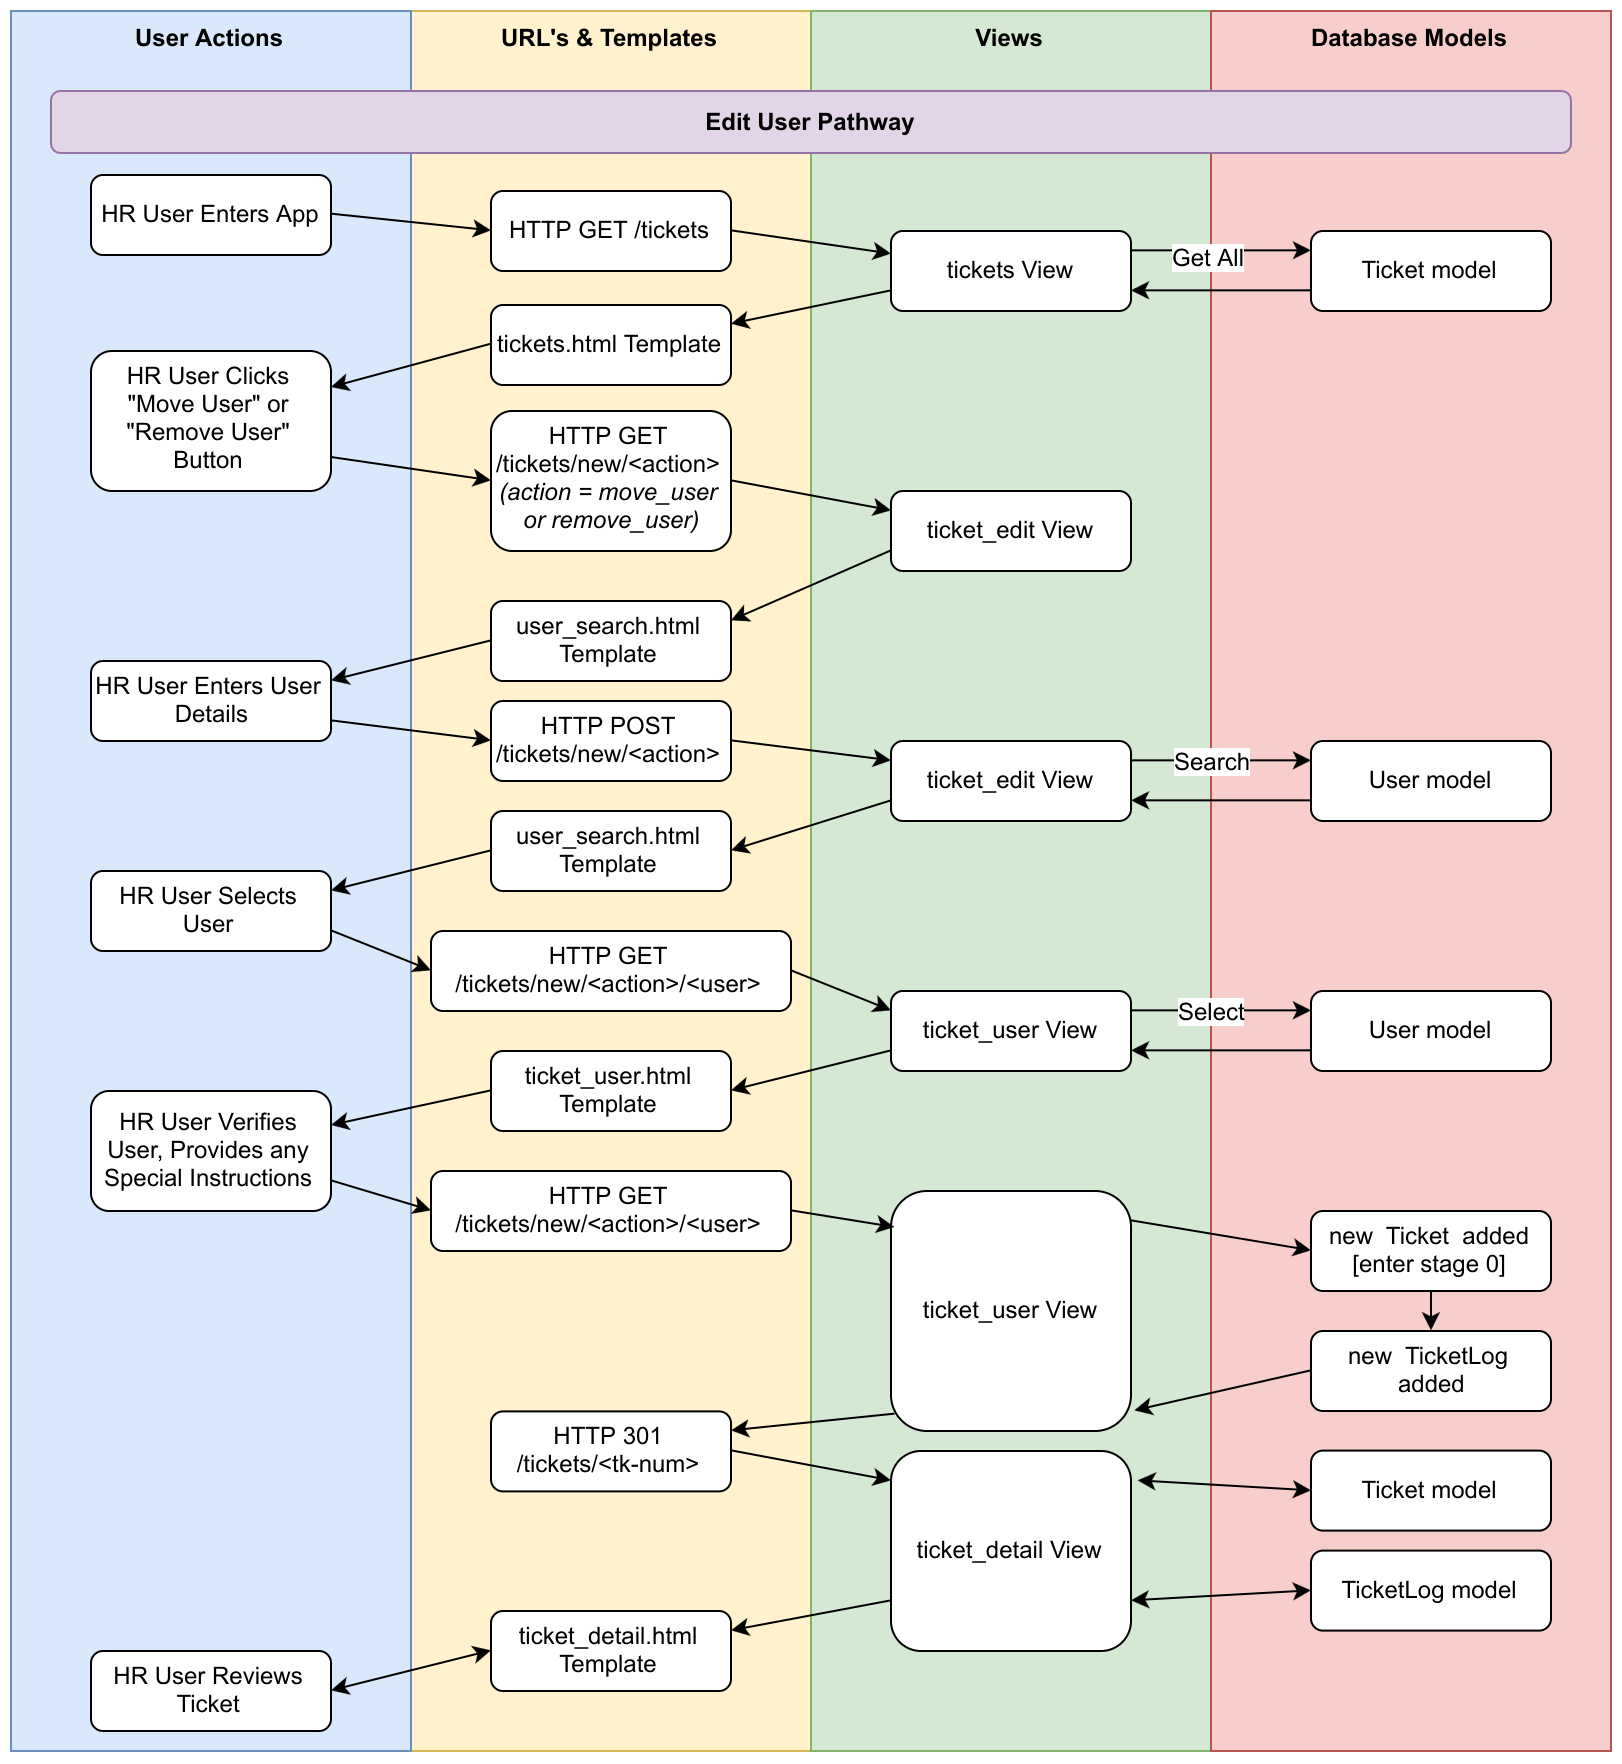 User Actions
URL's & Templates
Views
Database Models
Edit User Pathway
HR User Enters App
HTTP GET /tickets
tickets View
Get All
Ticket model
tickets.html Template
HR User Clicks
"Move User" or
"Remove User"
Button
HTTP GET
/tickets/new/<action>
(action = move_user
or remove_user)
ticket_edit View
user_search.html
Template
HR User Enters User
Details
HTTP POST
/tickets/new/<action>
ticket_edit View
Search
User model
user_search.html
Template
HR User Selects
User
HTTP GET
/tickets/new/<action>/<user>
ticket_user View
Select
User model
ticket_user.html
Template
HR User Verifies
User, Provides any
Special Instructions
HTTP GET
/tickets/new/<action>/<user>
ticket_user View
new Ticket added
[enter stage 0]
new TicketLog
added
HTTP 301
/tickets/<tk-num>
ticket_detail View
Ticket model
TicketLog model
ticket_detail.html
Template
HR User Reviews
Ticket